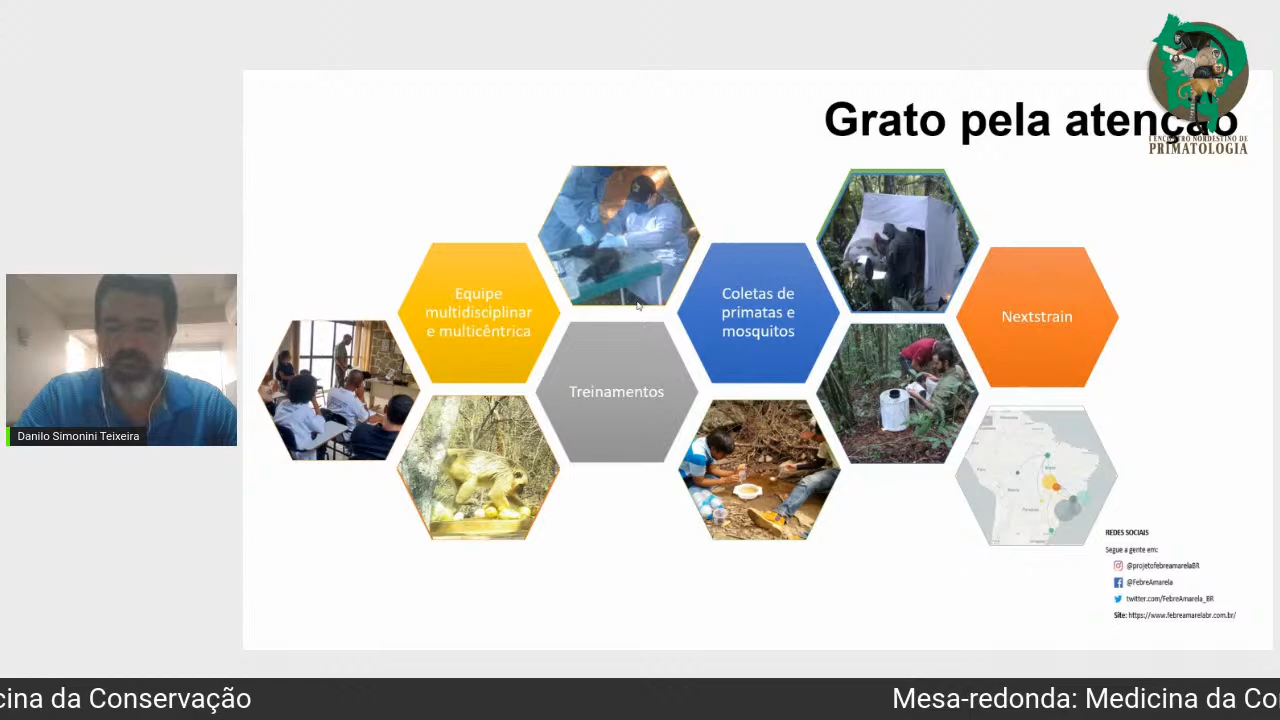 Grato pela atenção
I ENCONTRO NORDESTINO DE
PRIMATOLOGIA
Equipe
multidisciplinar
e multicêntrica
Treinamentos
Coletas de
primatas e
mosquitos
Nextstrain
Danilo Simonini Teixeira
REDES SOCIAIS
Segue a gente em:
@projetofebreamarelaBR
@FebreAmarela
twitter.com/FebreAmarela_BR
Site: https://www.febreamarelabr.com.br/
cina da Conservação
Mesa-redonda: Medicina da Co